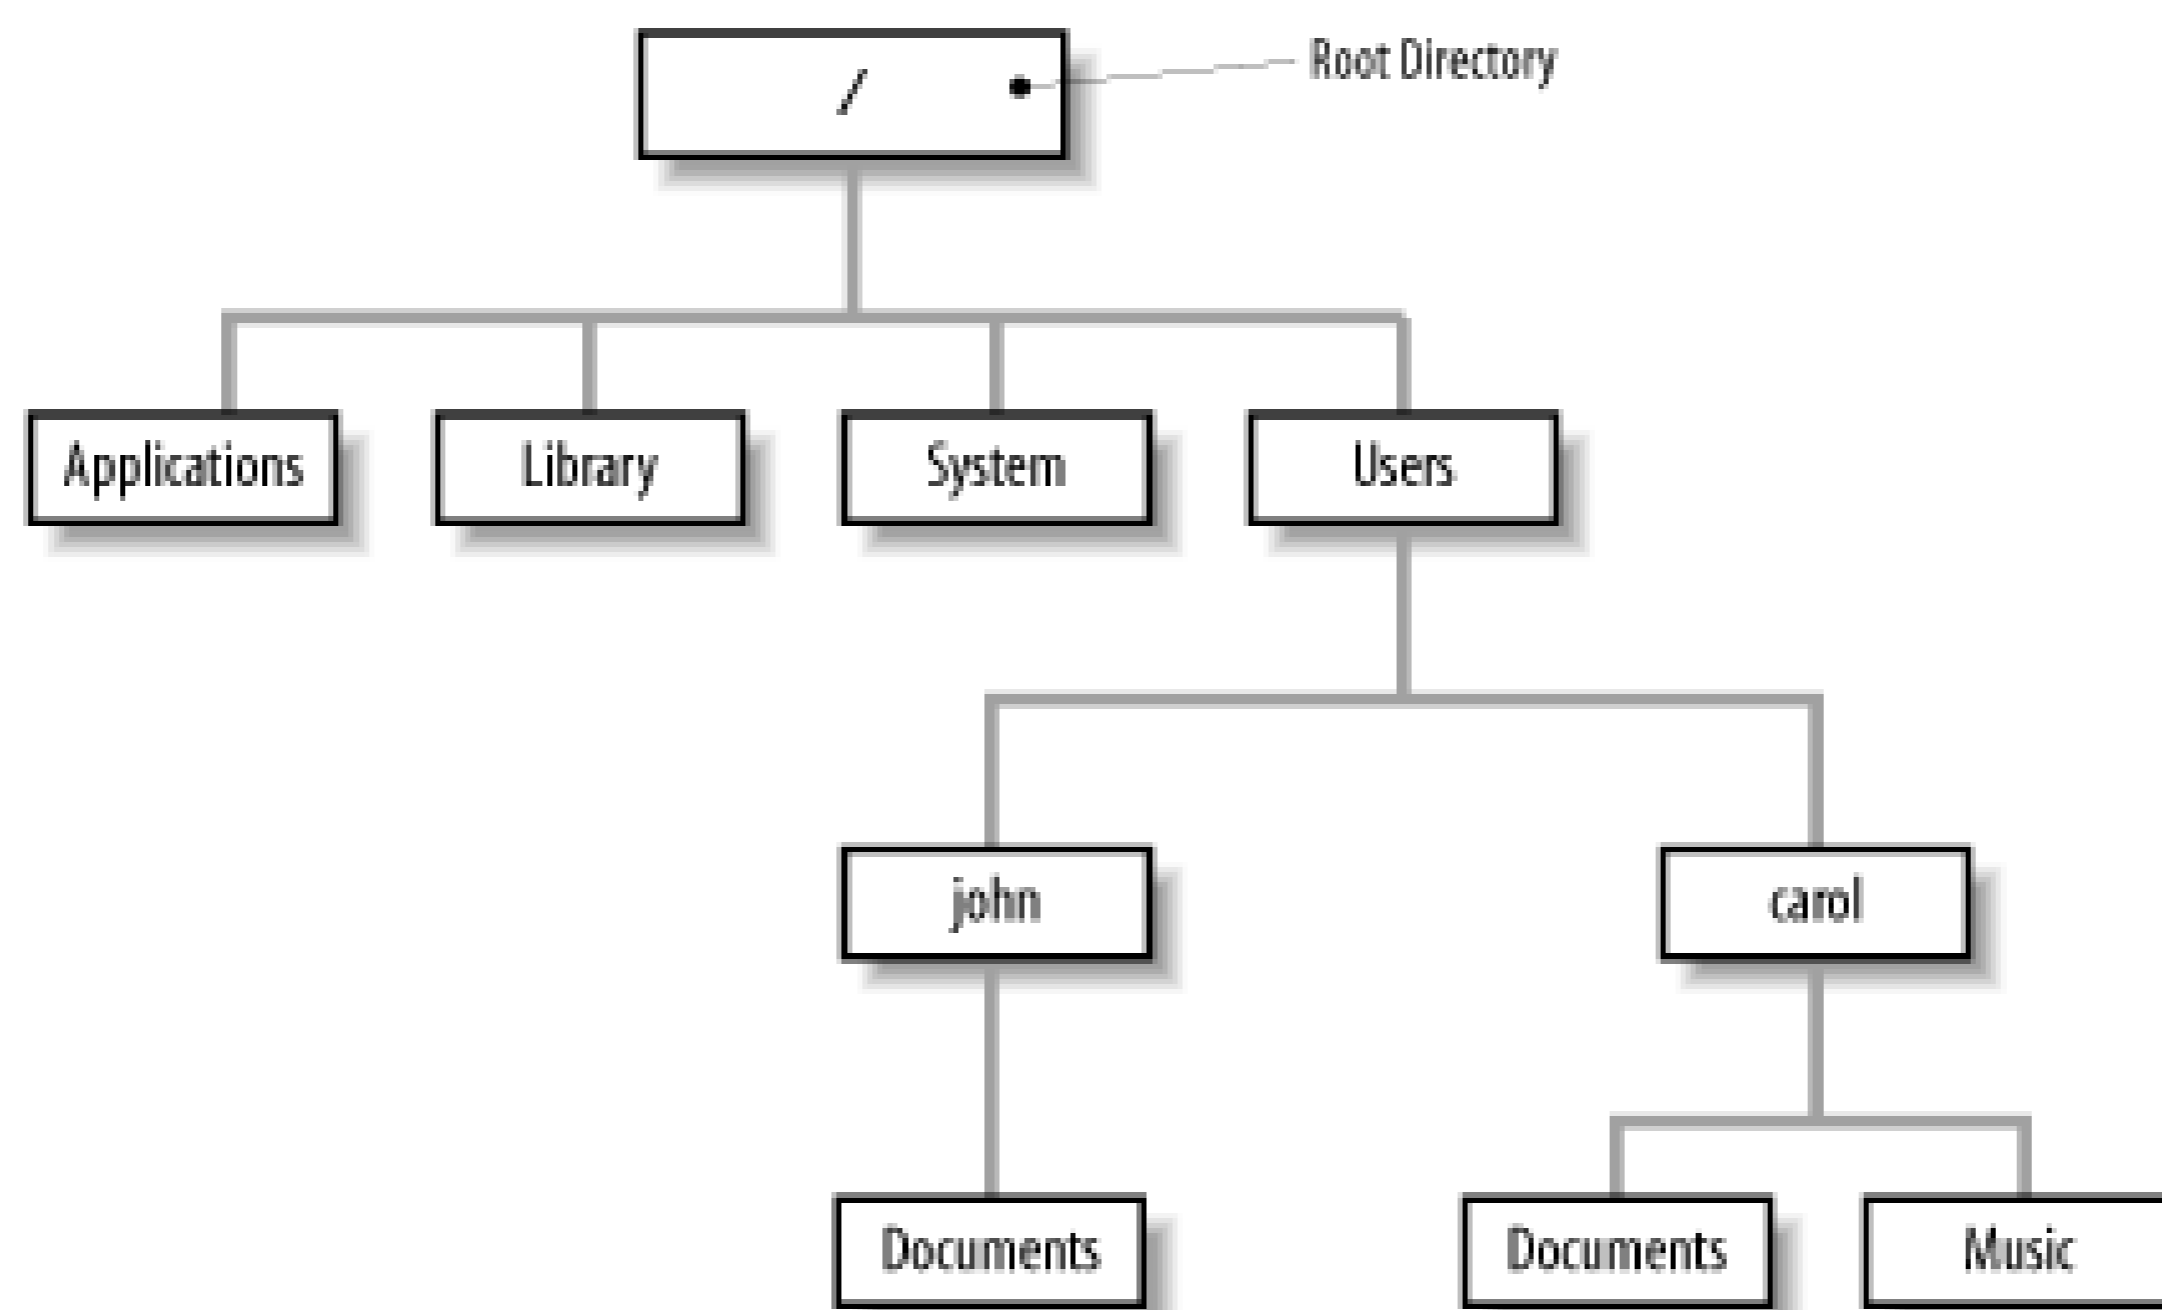 /
Root Directory
Applications
Library
System
Users
john
carol
Documents
Documents
Music